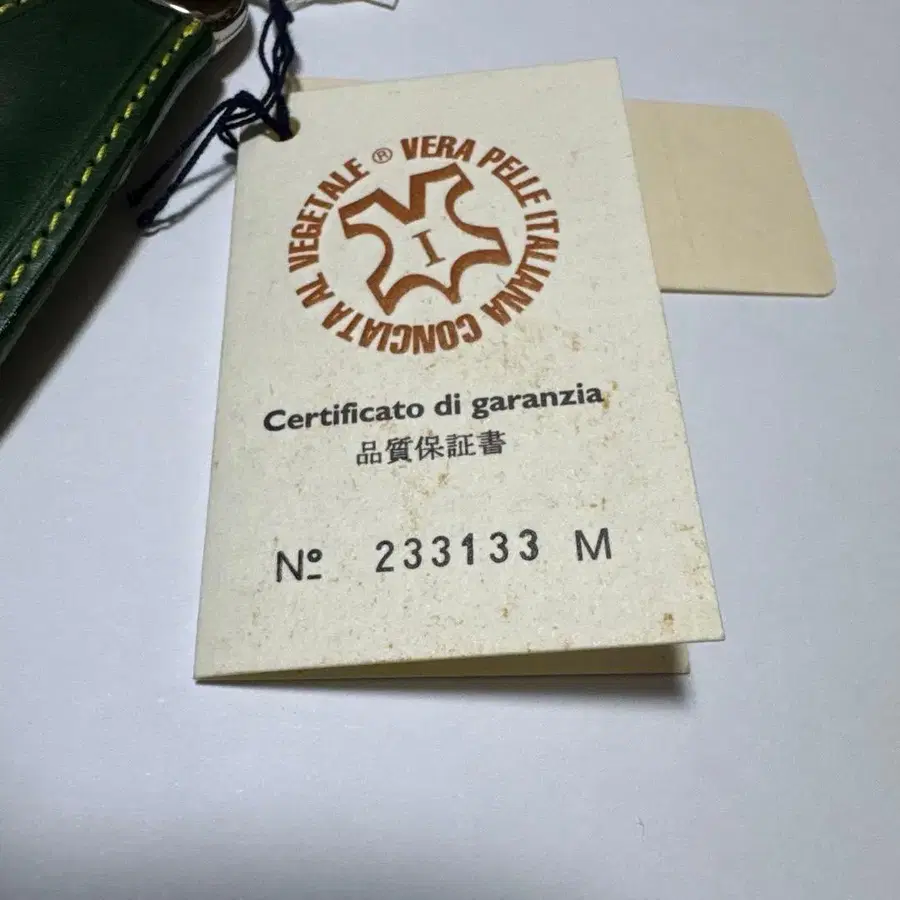 VERA PELLE ITALIANA CONCIATA AL VEGETALE ®
I
Certificato di garanzia
品質保証書
Nº 233133 M